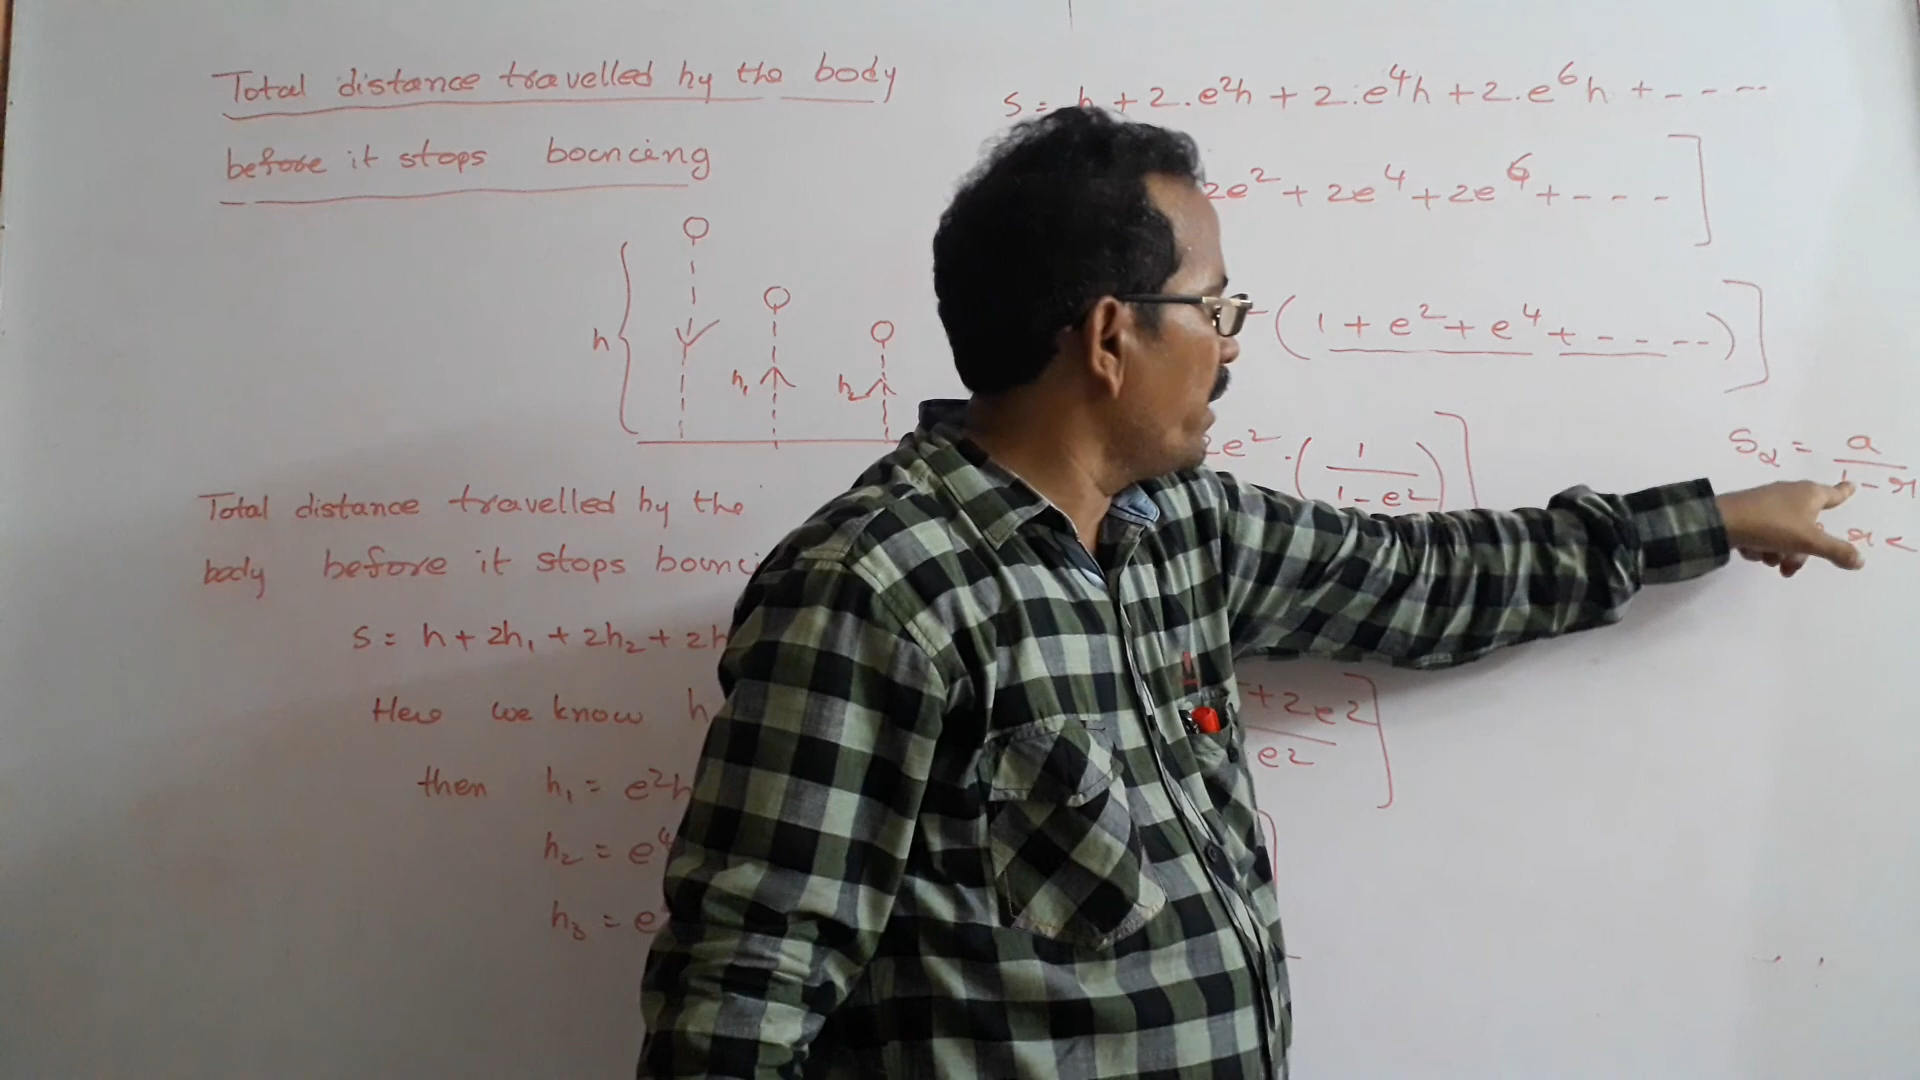 Total distance travelled by the body
before it stops bouncing
h
h₁
h₂
Total distance travelled by the
body before it stops bounci
S = h + 2h₁ + 2h₂ + 2h
Here we know h
then h₁ = e²h
h₂ = e⁴
h₃ = e
S = h + 2.e²h + 2.e⁴h + 2.e⁶h + - - - -
2e² + 2e⁴ + 2e⁶ + - - - ]
(1 + e² + e⁴ + - - - - -)]
2e² . (1/(1-e²))]
S∝ = a/(1-r)
r <
+2e²]
e²